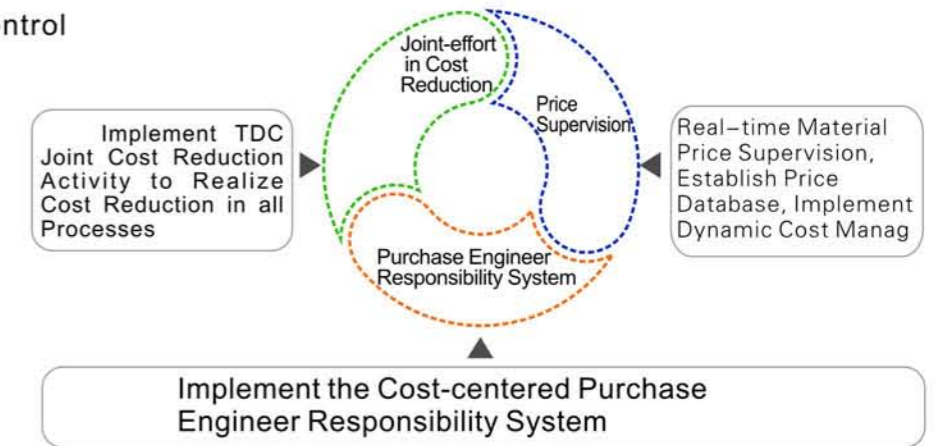 ntrol
Joint-effort
in Cost
Reduction
Price
Supervision
Implement TDC
Joint Cost Reduction
Activity to Realize
Cost Reduction in all
Processes
Real-time Material
Price Supervision,
Establish Price
Database, Implement
Dynamic Cost Manag
Purchase Engineer
Responsibility System
Implement the Cost-centered Purchase
Engineer Responsibility System